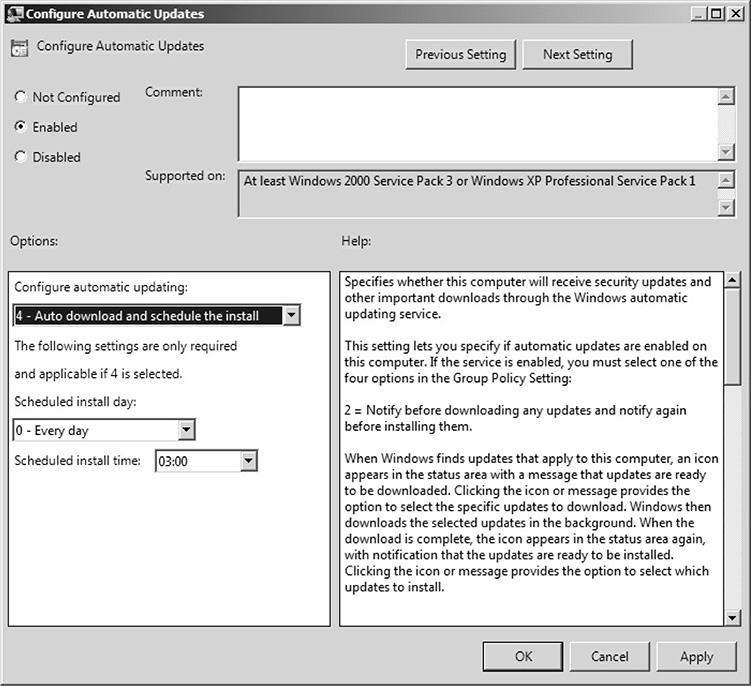 Configure Automatic Updates
Configure Automatic Updates
Previous Setting
Next Setting
Not Configured
Enabled
Disabled
Comment:
Supported on:
At least Windows 2000 Service Pack 3 or Windows XP Professional Service Pack 1
Options:
Help:
Configure automatic updating:
4 - Auto download and schedule the install
The following settings are only required
and applicable if 4 is selected.
Scheduled install day:
0 - Every day
Scheduled install time:
03:00
Specifies whether this computer will receive security updates and
other important downloads through the Windows automatic
updating service.
This setting lets you specify if automatic updates are enabled on
this computer. If the service is enabled, you must select one of the
four options in the Group Policy Setting:
2 = Notify before downloading any updates and notify again
before installing them.
When Windows finds updates that apply to this computer, an icon
appears in the status area with a message that updates are ready
to be downloaded. Clicking the icon or message provides the
option to select the specific updates to download. Windows then
downloads the selected updates in the background. When the
download is complete, the icon appears in the status area again,
with notification that the updates are ready to be installed.
Clicking the icon or message provides the option to select which
updates to install.
OK
Cancel
Apply